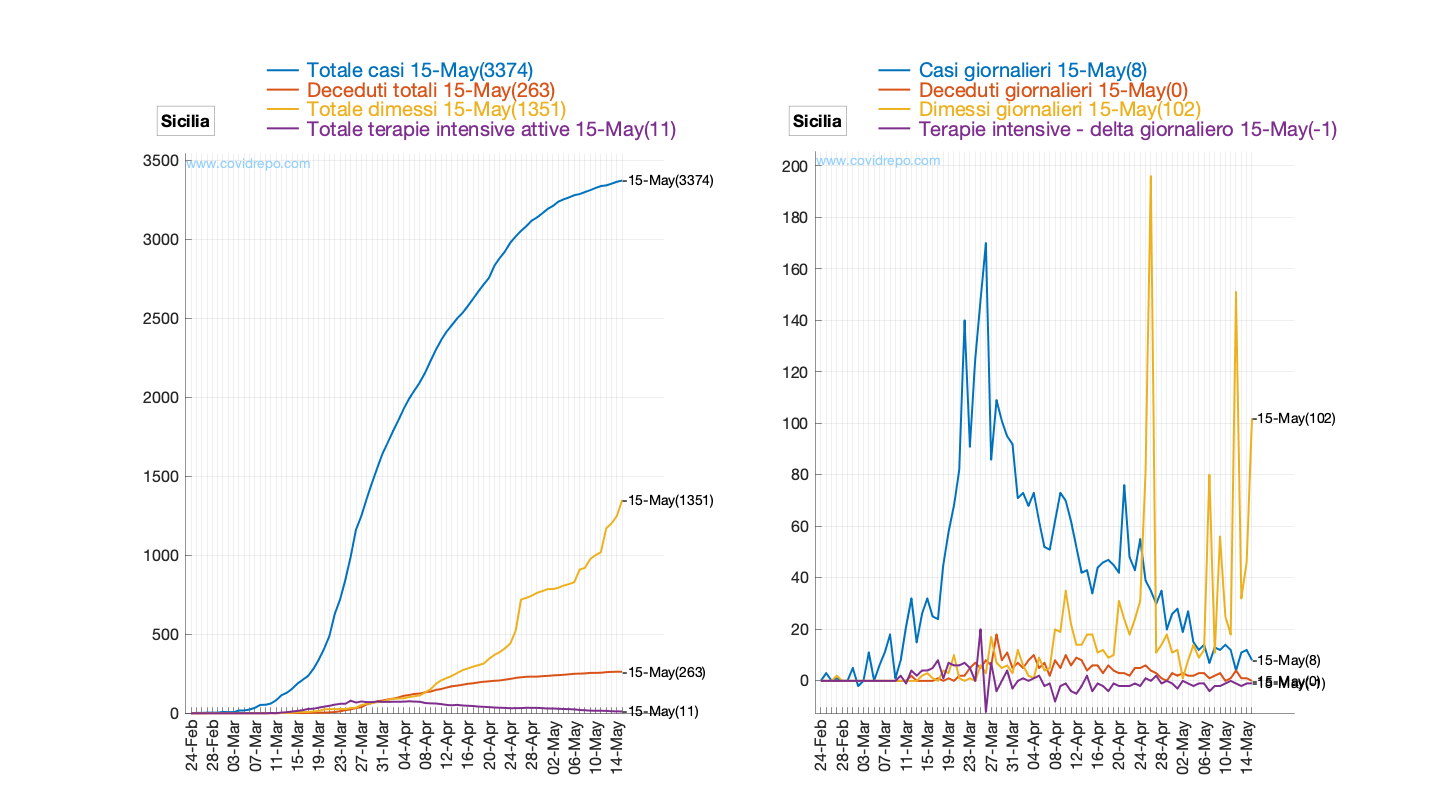 Totale casi 15-May(3374)
Deceduti totali 15-May(263)
Totale dimessi 15-May(1351)
Totale terapie intensive attive 15-May(11)
Sicilia
www.covidrepo.com
3500
3000
2500
2000
1500
1000
500
0
15-May(3374)
15-May(1351)
15-May(263)
15-May(11)
24-Feb
28-Feb
03-Mar
07-Mar
11-Mar
15-Mar
19-Mar
23-Mar
27-Mar
31-Mar
04-Apr
08-Apr
12-Apr
16-Apr
20-Apr
24-Apr
28-Apr
02-May
06-May
10-May
14-May
Casi giornalieri 15-May(8)
Deceduti giornalieri 15-May(0)
Dimessi giornalieri 15-May(102)
Terapie intensive - delta giornaliero 15-May(-1)
Sicilia
www.covidrepo.com
200
180
160
140
120
100
80
60
40
20
0
15-May(102)
15-May(8)
15-May(0)
15-May(-1)
24-Feb
28-Feb
03-Mar
07-Mar
11-Mar
15-Mar
19-Mar
23-Mar
27-Mar
31-Mar
04-Apr
08-Apr
12-Apr
16-Apr
20-Apr
24-Apr
28-Apr
02-May
06-May
10-May
14-May